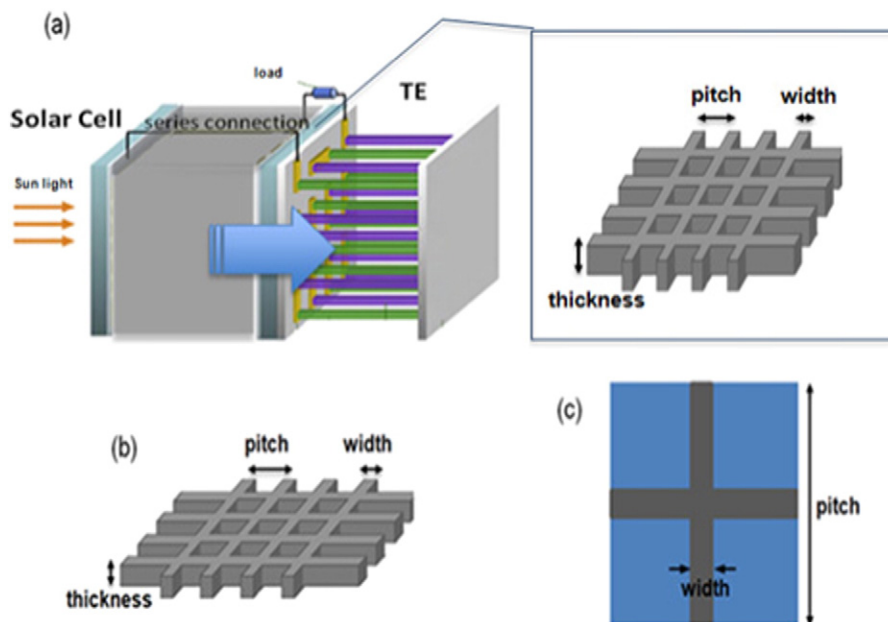 (a)
load
TE
Solar Cell
series connection
Sun light
pitch
width
thickness
(b)
pitch
width
thickness
(c)
pitch
width